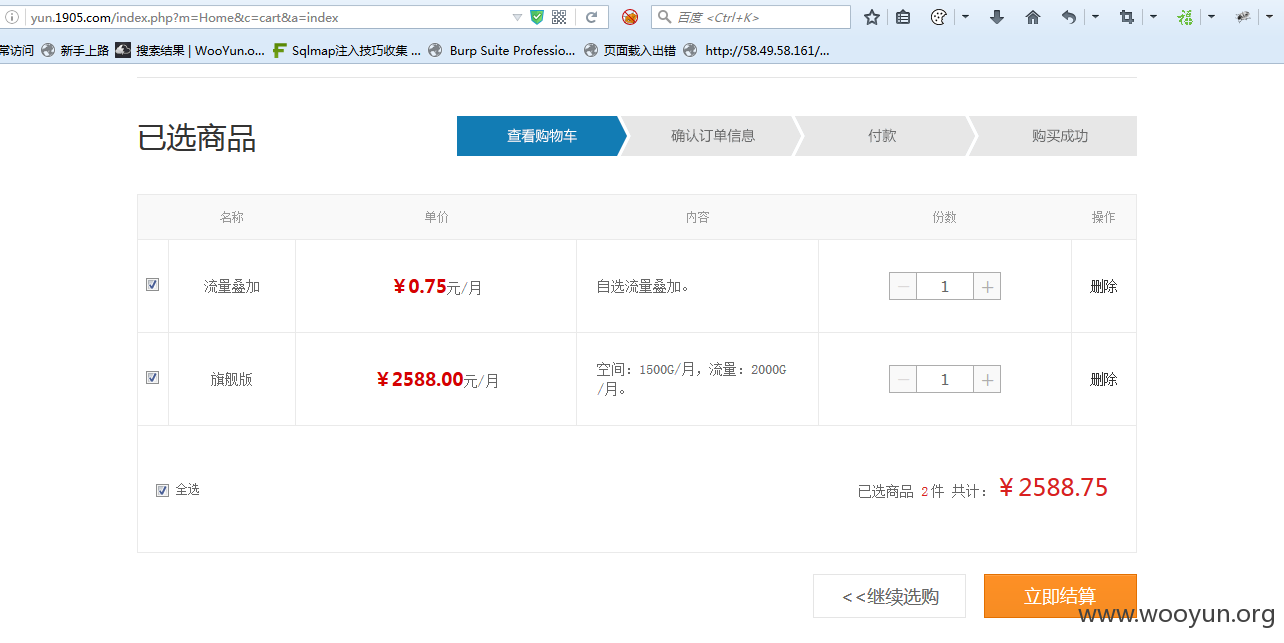 yun.1905.com/index.php?m=Home&c=cart&a=index
百度 <Ctrl+K>
常访问 新手上路 搜索结果 | WooYun.o... Sqlmap注入技巧收集 ... Burp Suite Professio... 页面载入出错 http://58.49.58.161/...
已选商品
查看购物车 确认订单信息 付款 购买成功
名称 单价 内容 份数 操作
流量叠加 ¥0.75元/月 自选流量叠加。 − 1 + 删除
旗舰版 ¥2588.00元/月 空间：1500G/月，流量：2000G
/月。 − 1 + 删除
全选 已选商品 2件 共计： ¥2588.75
<<继续选购 立即结算
www.wooyun.org